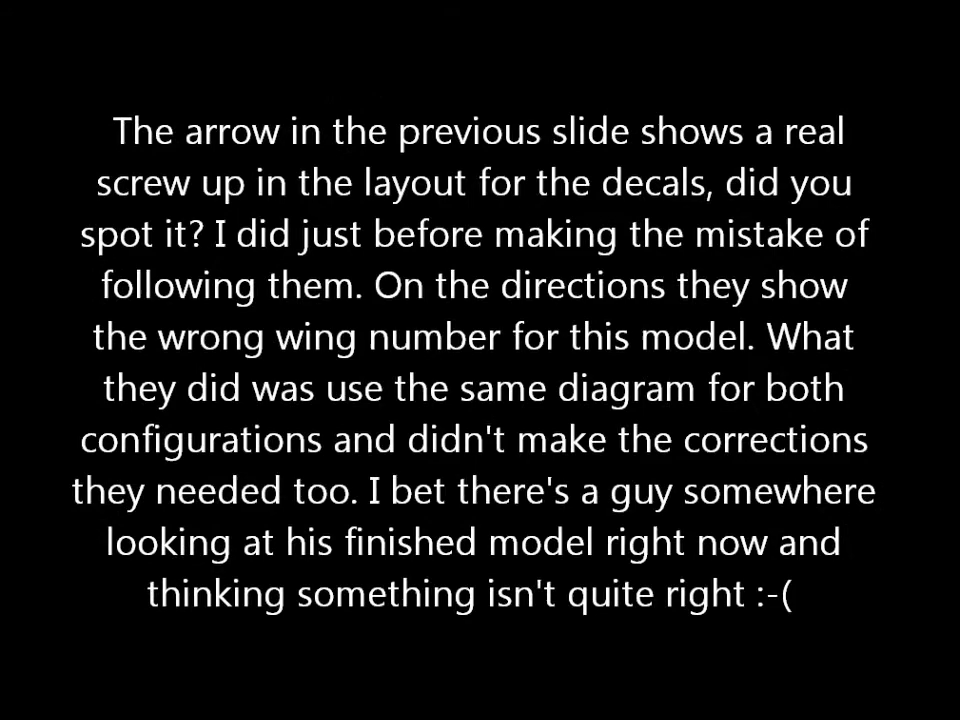 The arrow in the previous slide shows a real
screw up in the layout for the decals, did you
spot it? I did just before making the mistake of
following them. On the directions they show
the wrong wing number for this model. What
they did was use the same diagram for both
configurations and didn't make the corrections
they needed too. I bet there's a guy somewhere
looking at his finished model right now and
thinking something isn't quite right :-(